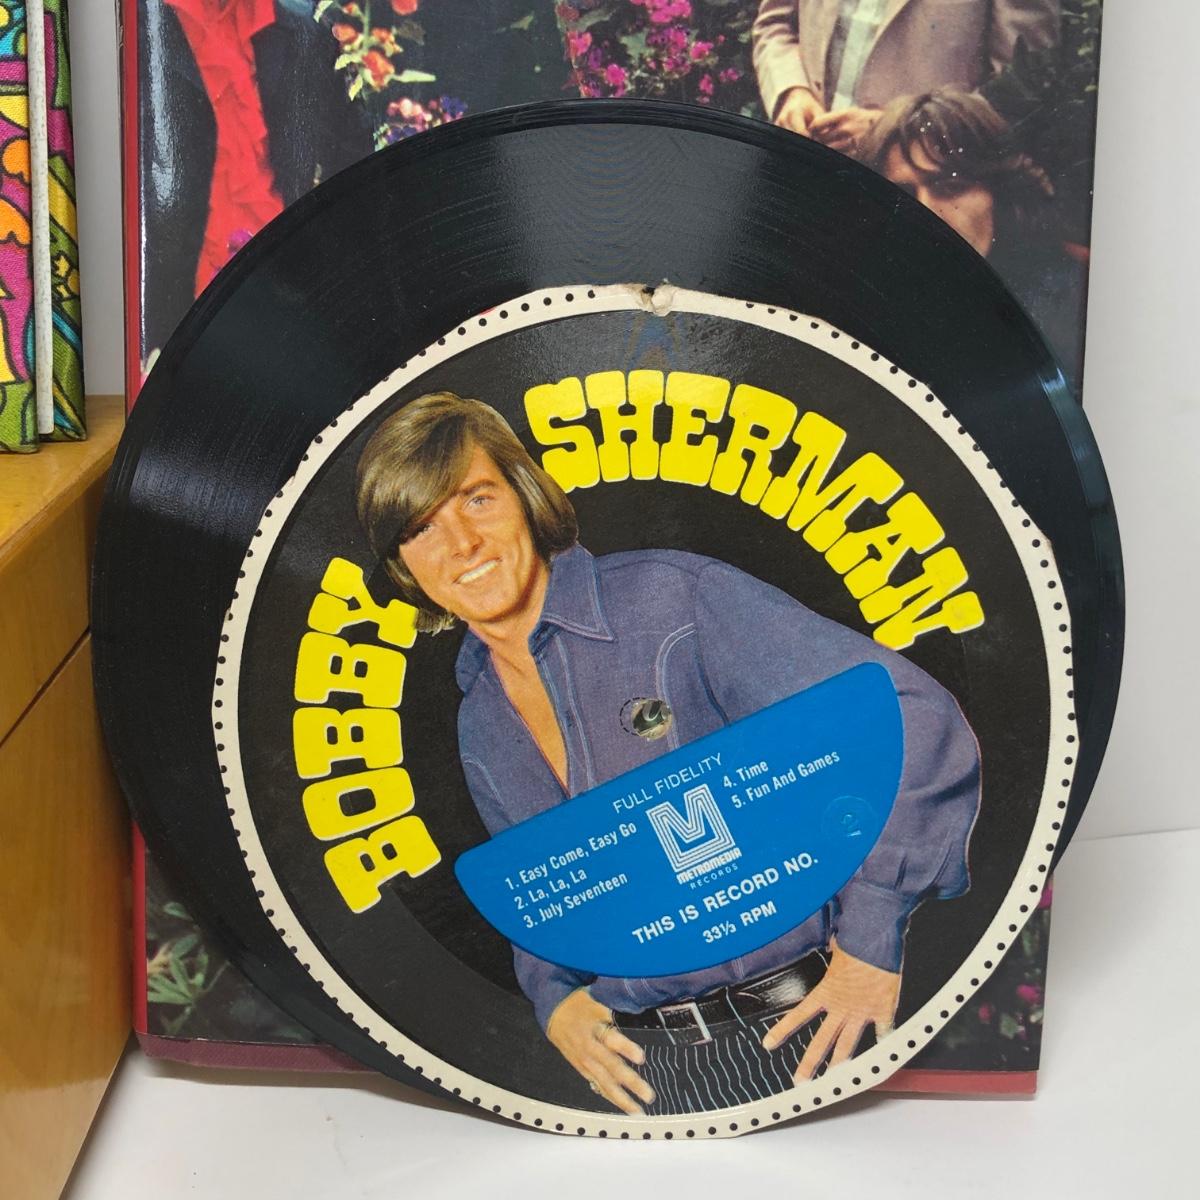 BOBBY SHERMAN
FULL FIDELITY
1. Easy Come, Easy Go
2. La, La, La
3. July Seventeen
4. Time
5. Fun And Games
METROMEDIA
RECORDS
THIS IS RECORD NO.
2
33⅓ RPM